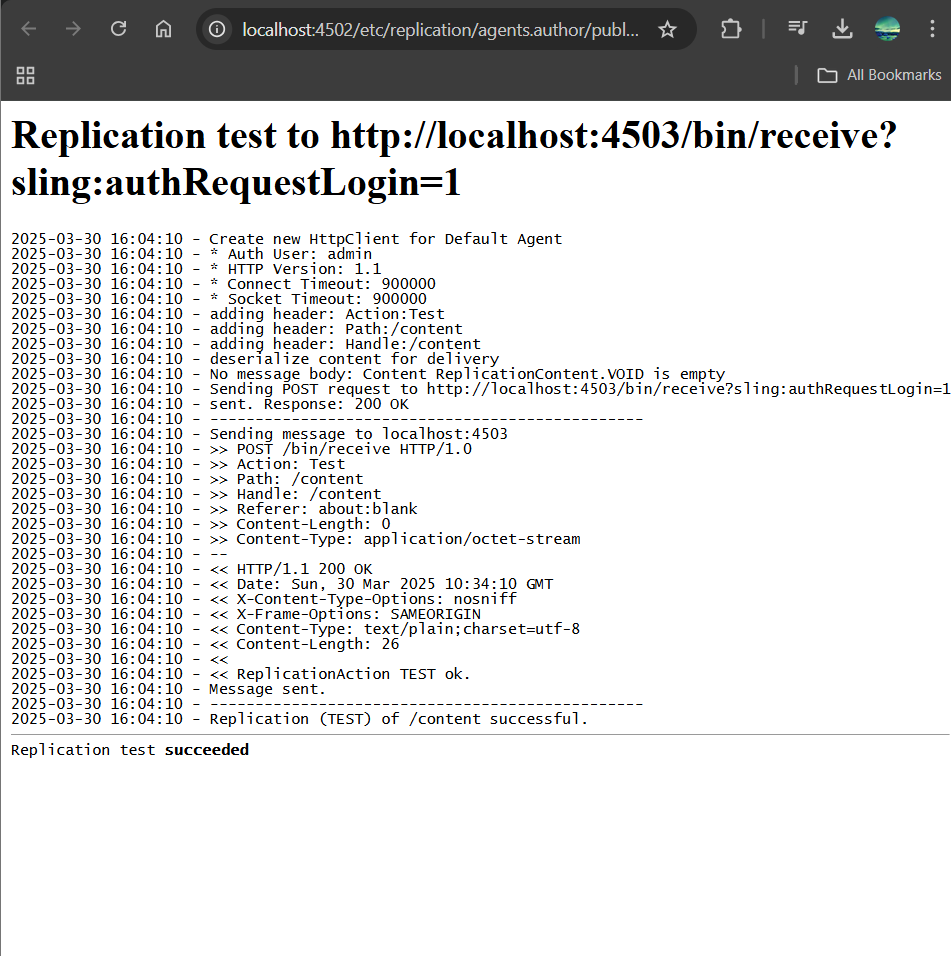 localhost:4502/etc/replication/agents.author/publ...
All Bookmarks
Replication test to http://localhost:4503/bin/receive?
sling:authRequestLogin=1
2025-03-30 16:04:10 - Create new HttpClient for Default Agent
2025-03-30 16:04:10 - * Auth User: admin
2025-03-30 16:04:10 - * HTTP Version: 1.1
2025-03-30 16:04:10 - * Connect Timeout: 900000
2025-03-30 16:04:10 - * Socket Timeout: 900000
2025-03-30 16:04:10 - adding header: Action:Test
2025-03-30 16:04:10 - adding header: Path:/content
2025-03-30 16:04:10 - adding header: Handle:/content
2025-03-30 16:04:10 - deserialize content for delivery
2025-03-30 16:04:10 - No message body: Content ReplicationContent.VOID is empty
2025-03-30 16:04:10 - Sending POST request to http://localhost:4503/bin/receive?sling:authRequestLogin=1
2025-03-30 16:04:10 - sent. Response: 200 OK
2025-03-30 16:04:10 - ------------------------------------------------
2025-03-30 16:04:10 - Sending message to localhost:4503
2025-03-30 16:04:10 - >> POST /bin/receive HTTP/1.0
2025-03-30 16:04:10 - >> Action: Test
2025-03-30 16:04:10 - >> Path: /content
2025-03-30 16:04:10 - >> Handle: /content
2025-03-30 16:04:10 - >> Referer: about:blank
2025-03-30 16:04:10 - >> Content-Length: 0
2025-03-30 16:04:10 - >> Content-Type: application/octet-stream
2025-03-30 16:04:10 - --
2025-03-30 16:04:10 - << HTTP/1.1 200 OK
2025-03-30 16:04:10 - << Date: Sun, 30 Mar 2025 10:34:10 GMT
2025-03-30 16:04:10 - << X-Content-Type-Options: nosniff
2025-03-30 16:04:10 - << X-Frame-Options: SAMEORIGIN
2025-03-30 16:04:10 - << Content-Type: text/plain;charset=utf-8
2025-03-30 16:04:10 - << Content-Length: 26
2025-03-30 16:04:10 - <<
2025-03-30 16:04:10 - << ReplicationAction TEST ok.
2025-03-30 16:04:10 - Message sent.
2025-03-30 16:04:10 - ------------------------------------------------
2025-03-30 16:04:10 - Replication (TEST) of /content successful.
Replication test succeeded